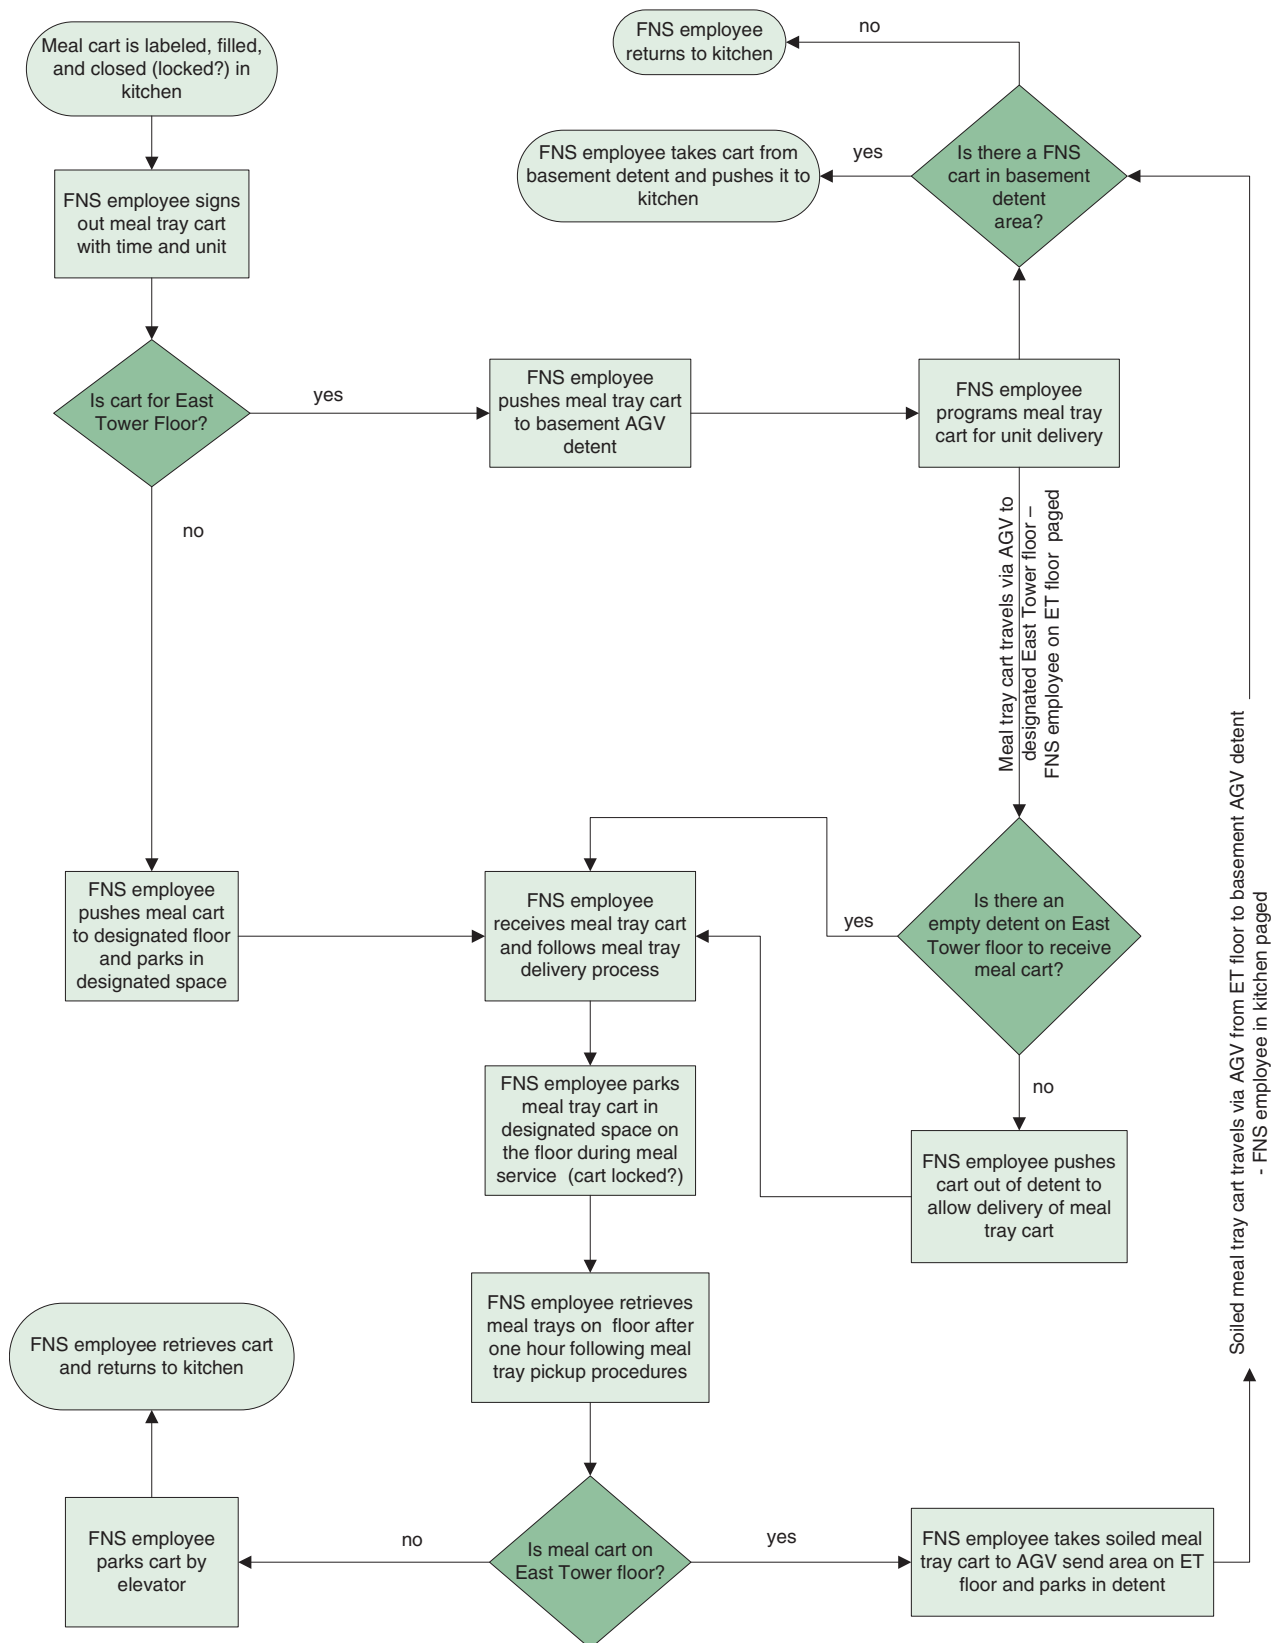 Meal cart is labeled, filled,
and closed (locked?) in
kitchen
FNS employee
returns to kitchen
no
FNS employee takes cart from
basement detent and pushes it to
kitchen
yes
Is there a FNS
cart in basement
detent
area?
FNS employee signs
out meal tray cart
with time and unit
Is cart for East
Tower Floor?
yes
FNS employee
pushes meal tray cart
to basement AGV
detent
FNS employee
programs meal tray
cart for unit delivery
no
Meal tray cart travels via AGV to
designated East Tower floor –
FNS employee on ET floor  paged
FNS employee
pushes meal cart
to designated floor
and parks in
designated space
FNS employee
receives meal tray cart
and follows meal tray
delivery process
yes
Is there an
empty detent on East
Tower floor to receive
meal cart?
no
FNS employee parks
meal tray cart in
designated space on
the floor during meal
service  (cart locked?)
FNS employee pushes
cart out of detent to
allow delivery of meal
tray cart
Soiled meal tray cart travels via AGV from ET floor to basement AGV detent
- FNS employee in kitchen paged
FNS employee retrieves
meal trays on  floor after
one hour following meal
tray pickup procedures
FNS employee retrieves cart
and returns to kitchen
FNS employee
parks cart by
elevator
no
Is meal cart on
East Tower floor?
yes
FNS employee takes soiled meal
tray cart to AGV send area on ET
floor and parks in detent